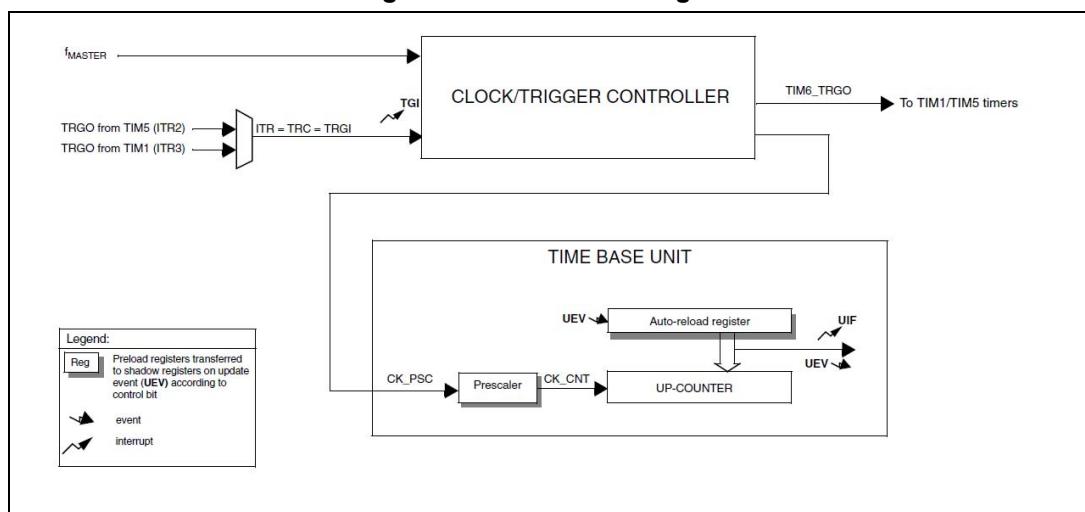 fMASTER
CLOCK/TRIGGER CONTROLLER
TIM6_TRGO
To TIM1/TIM5 timers
TGI
TRGO from TIM5 (ITR2)
ITR = TRC = TRGI
TRGO from TIM1 (ITR3)
TIME BASE UNIT
UEV
Auto-reload register
UIF
UEV
CK_PSC
Prescaler
CK_CNT
UP-COUNTER
Legend:
Reg
Preload registers transferred
to shadow registers on update
event (UEV) according to
control bit
event
interrupt